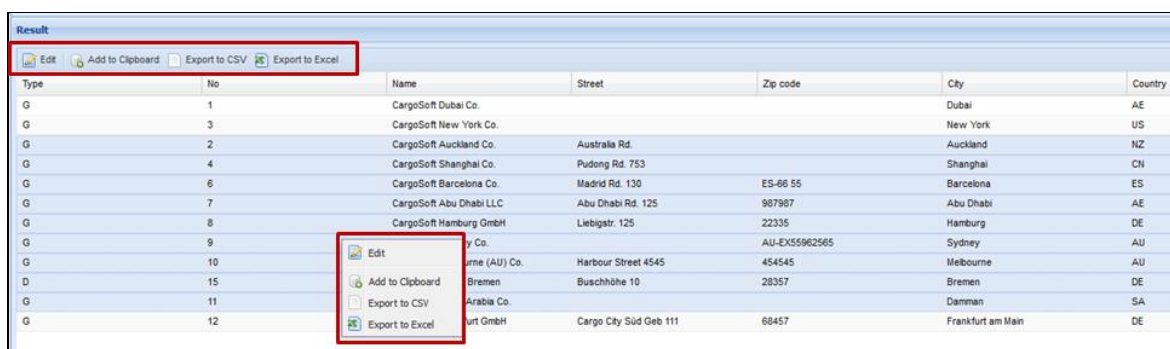 Result
Edit Add to Clipboard Export to CSV Export to Excel
Type No Name Street Zip code City Country
G 1 CargoSoft Dubai Co. Dubai AE
G 3 CargoSoft New York Co. New York US
G 2 CargoSoft Auckland Co. Australia Rd. Auckland NZ
G 4 CargoSoft Shanghai Co. Pudong Rd. 753 Shanghai CN
G 6 CargoSoft Barcelona Co. Madrid Rd. 130 ES-66 55 Barcelona ES
G 7 CargoSoft Abu Dhabi LLC Abu Dhabi Rd. 125 987987 Abu Dhabi AE
G 8 CargoSoft Hamburg GmbH Liebigstr. 125 22335 Hamburg DE
G 9 y Co. AU-EX55962565 Sydney AU
Edit
G 10 urne (AU) Co. Harbour Street 4545 454545 Melbourne AU
D 15 Bremen Buschhöhe 10 28357 Bremen DE
Add to Clipboard
G 11 Arabia Co. Damman SA
Export to CSV
G 12 furt GmbH Cargo City Süd Geb 111 68457 Frankfurt am Main DE
Export to Excel